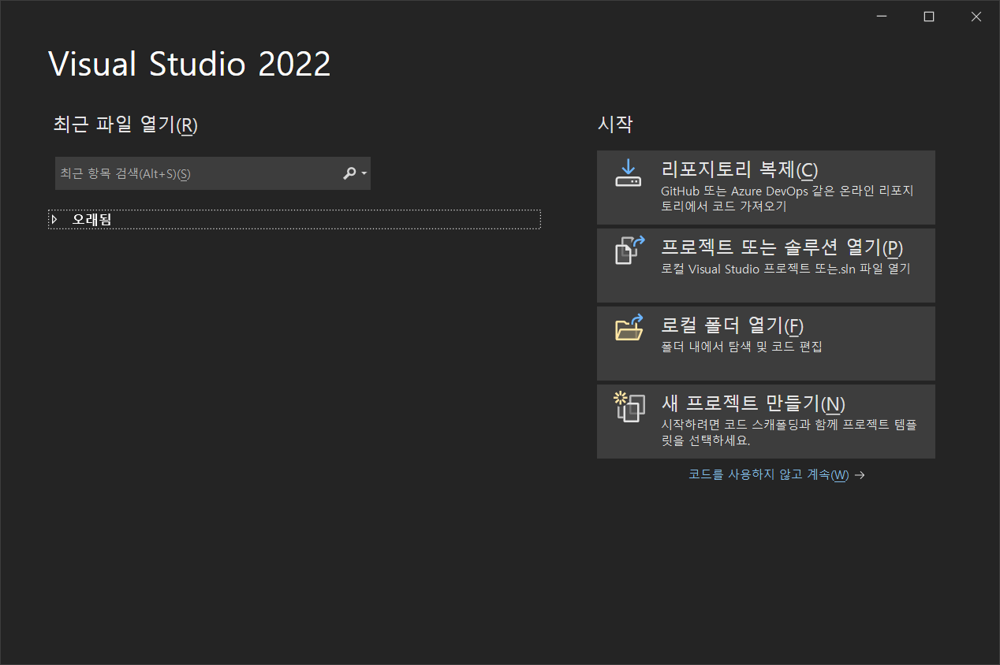 Visual Studio 2022
최근 파일 열기(R)
최근 항목 검색(Alt+S)(S)
오래됨
시작
리포지토리 복제(C)
GitHub 또는 Azure DevOps 같은 온라인 리포지
토리에서 코드 가져오기
프로젝트 또는 솔루션 열기(P)
로컬 Visual Studio 프로젝트 또는.sln 파일 열기
로컬 폴더 열기(F)
폴더 내에서 탐색 및 코드 편집
새 프로젝트 만들기(N)
시작하려면 코드 스캐폴딩과 함께 프로젝트 템플
릿을 선택하세요.
코드를 사용하지 않고 계속(W) →